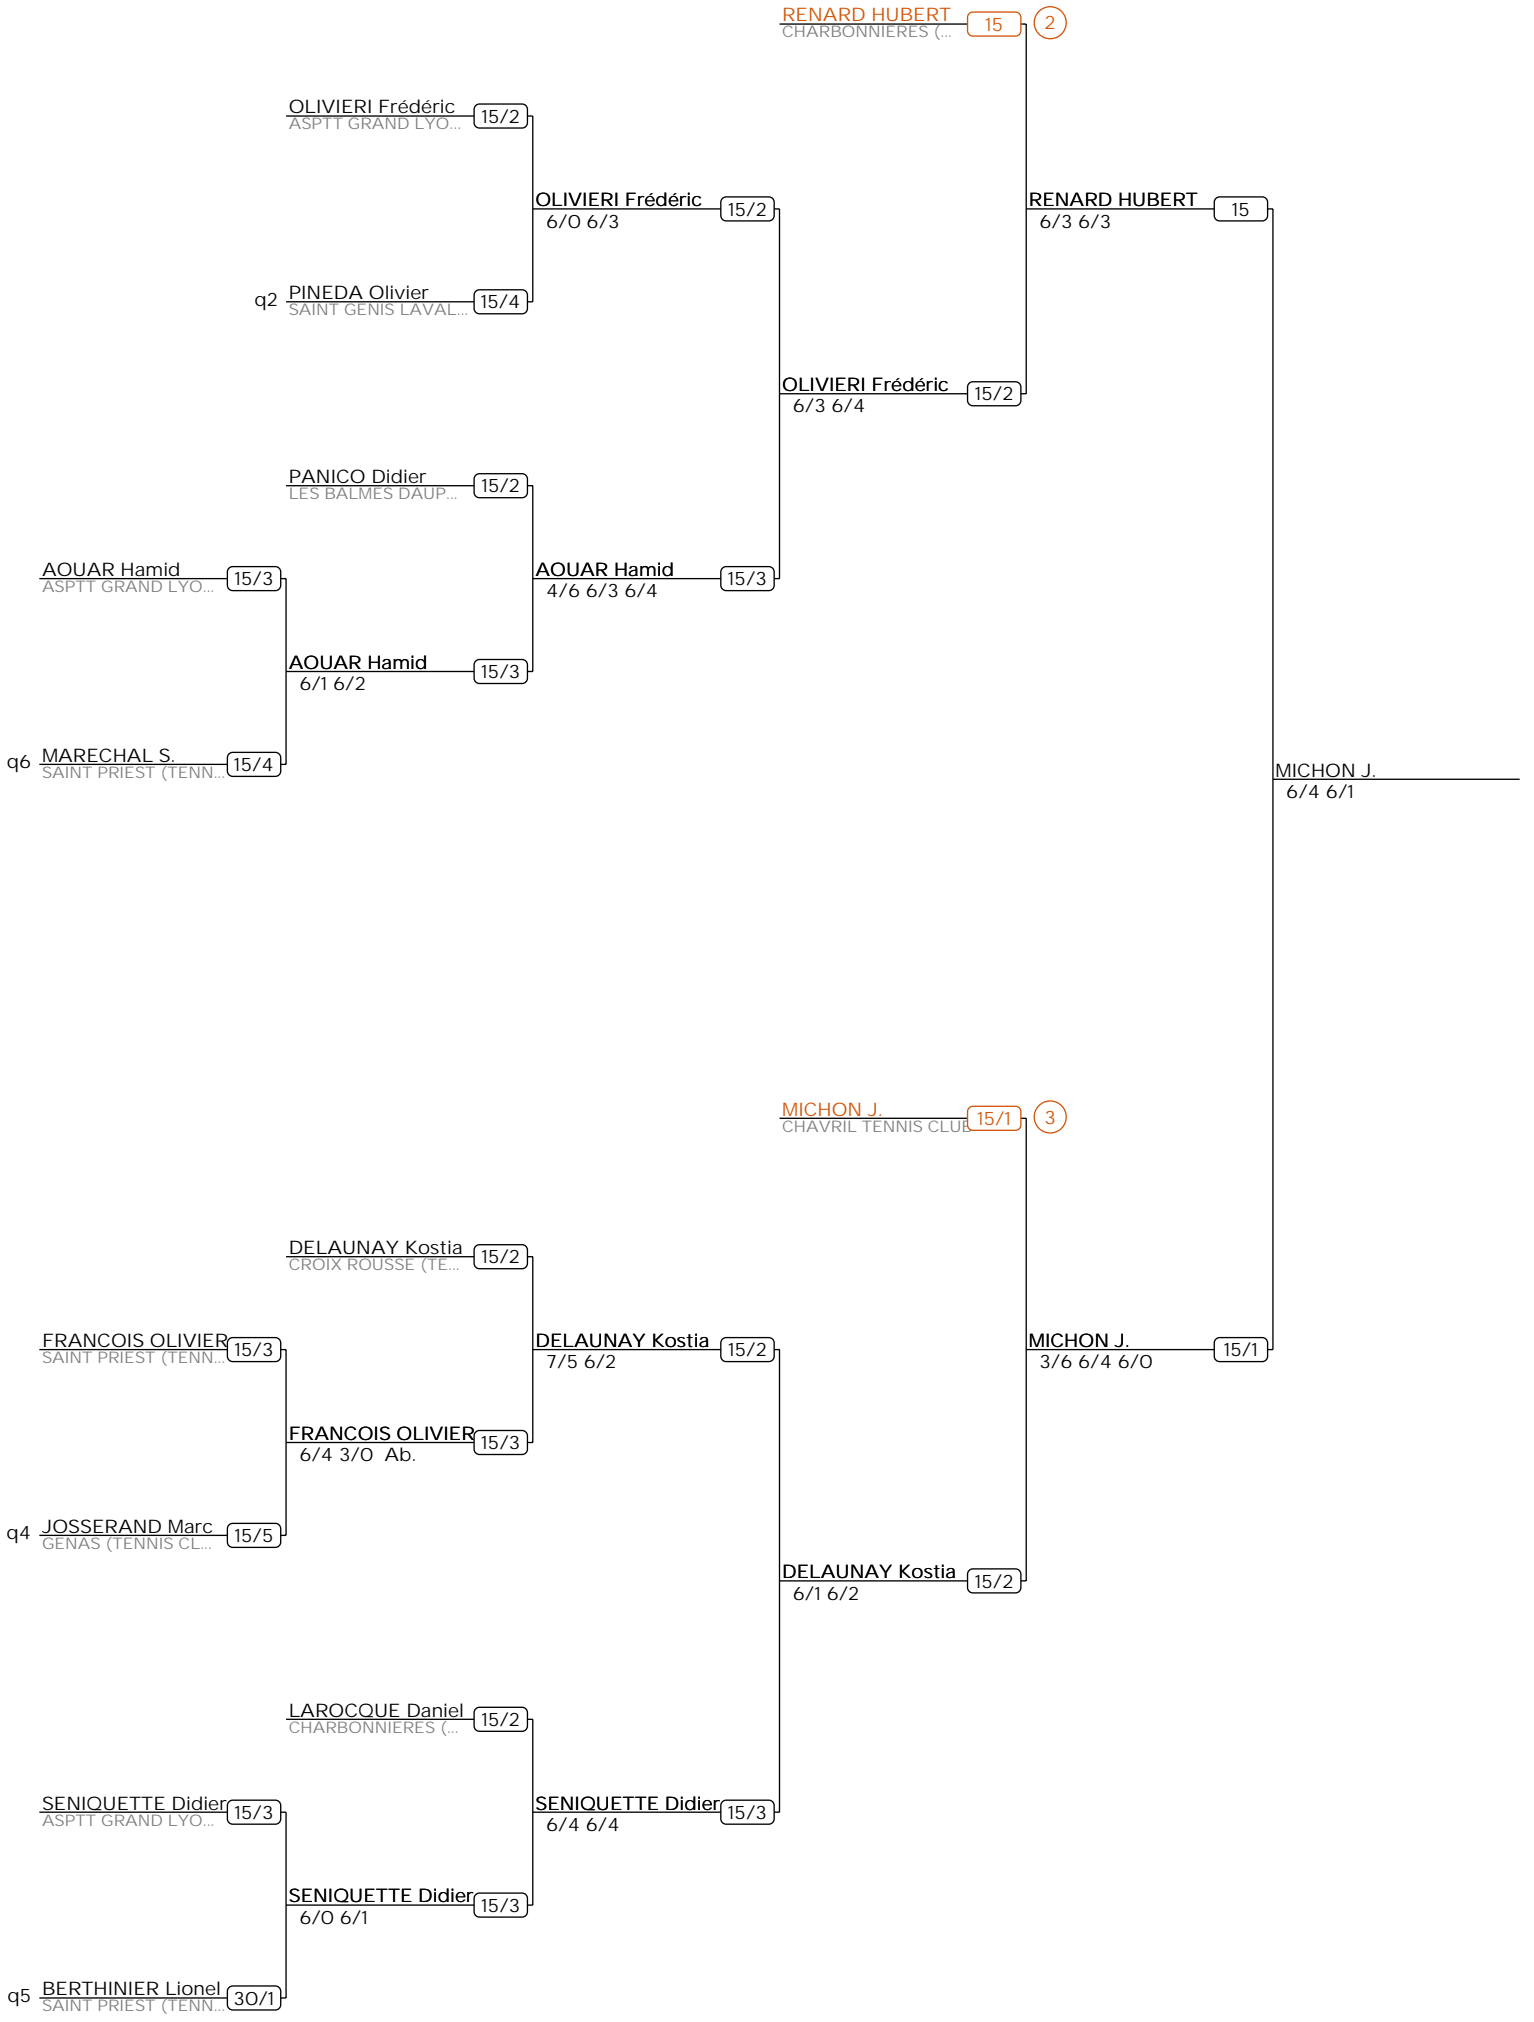 RENARD HUBERT
15
2
CHARBONNIERES (...
OLIVIERI Frédéric
15/2
ASPTT GRAND LYO...
OLIVIERI Frédéric
15/2
6/0 6/3
RENARD HUBERT
15
6/3 6/3
q2
PINEDA Olivier
15/4
SAINT GENIS LAVAL...
OLIVIERI Frédéric
15/2
6/3 6/4
PANICO Didier
15/2
LES BALMES DAUP...
AOUAR Hamid
15/3
ASPTT GRAND LYO...
AOUAR Hamid
15/3
4/6 6/3 6/4
AOUAR Hamid
15/3
6/1 6/2
q6
MARECHAL S.
15/4
SAINT PRIEST (TENN...
MICHON J.
6/4 6/1
MICHON J.
15/1
3
CHAVRIL TENNIS CLUB
DELAUNAY Kostia
15/2
CROIX ROUSSE (TE...
FRANCOIS OLIVIER
15/3
SAINT PRIEST (TENN...
DELAUNAY Kostia
15/2
7/5 6/2
MICHON J.
15/1
3/6 6/4 6/0
FRANCOIS OLIVIER
15/3
6/4 3/0 Ab.
q4
JOSSERAND Marc
15/5
GENAS (TENNIS CL...
DELAUNAY Kostia
15/2
6/1 6/2
LAROCQUE Daniel
15/2
CHARBONNIERES (...
SENIQUETTE Didier
15/3
ASPTT GRAND LYO...
SENIQUETTE Didier
15/3
6/4 6/4
SENIQUETTE Didier
15/3
6/0 6/1
q5
BERTHINIER Lionel
30/1
SAINT PRIEST (TENN...